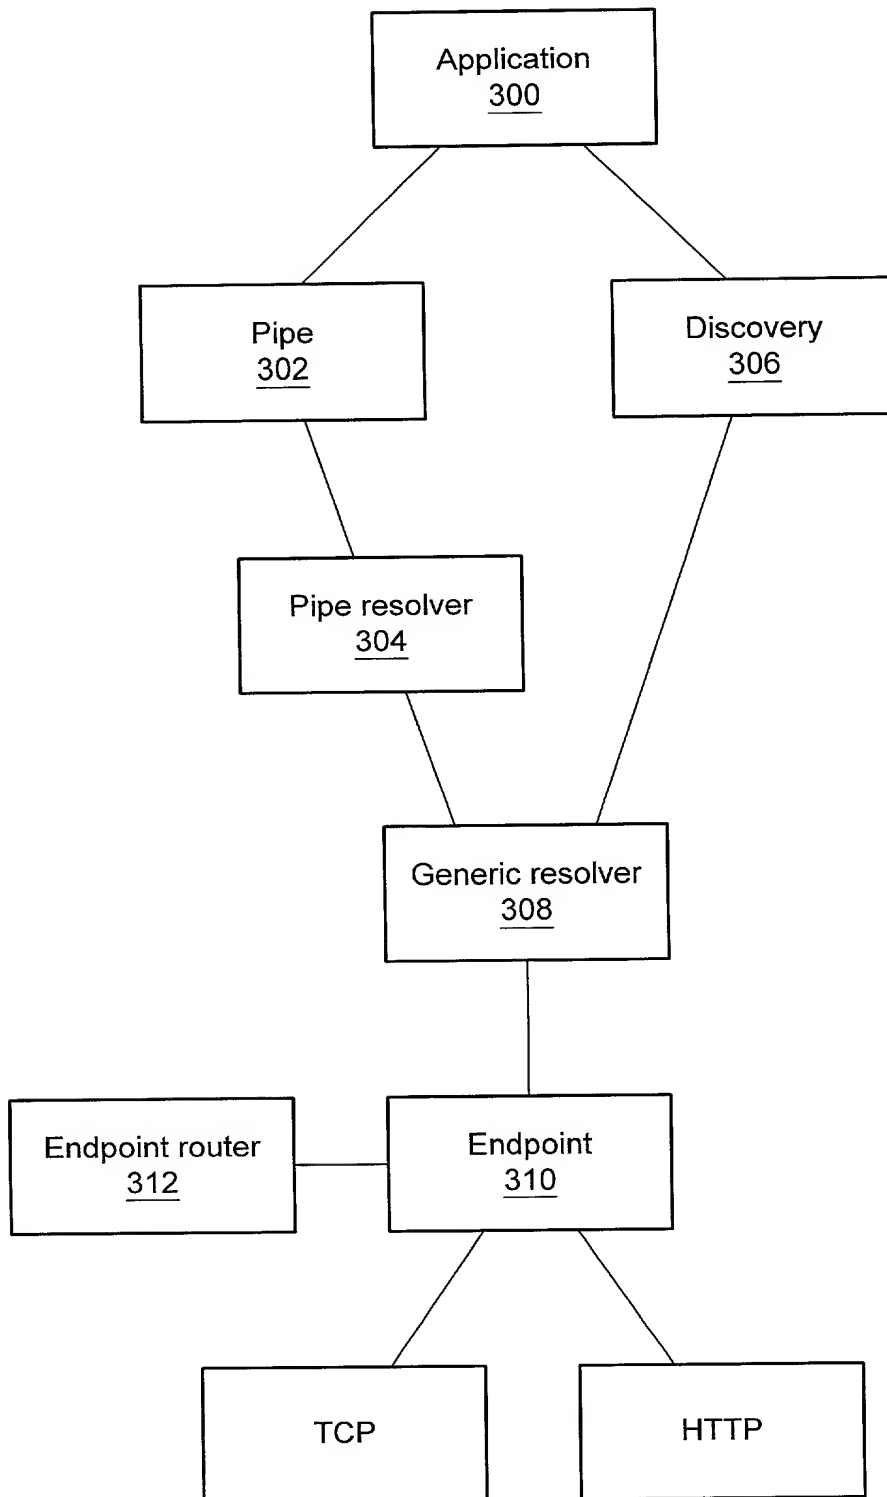 Application
300
Pipe
302
Discovery
306
Pipe resolver
304
Generic resolver
308
Endpoint router
312
Endpoint
310
TCP
HTTP